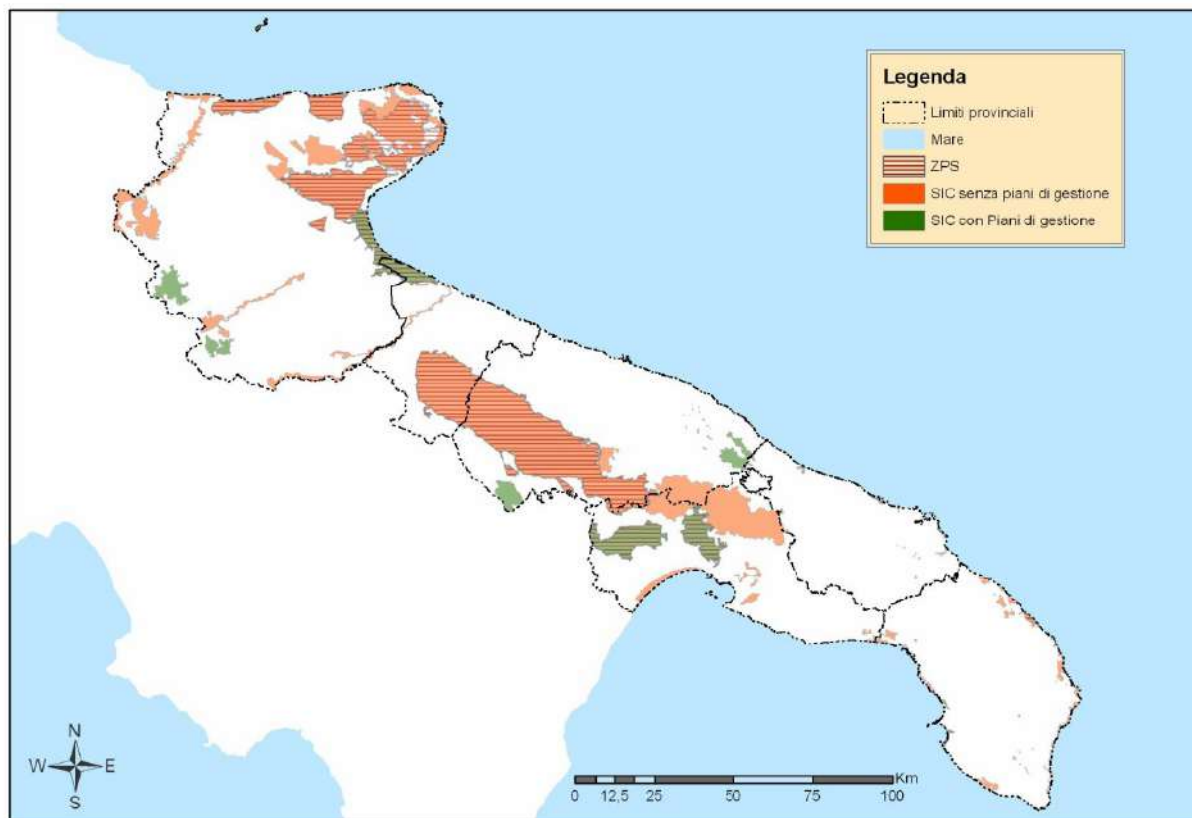 Legenda
Limiti provinciali
Mare
ZPS
SIC senza piani di gestione
SIC con Piani di gestione
N
W E
S
Km
0 12,5 25 50 75 100